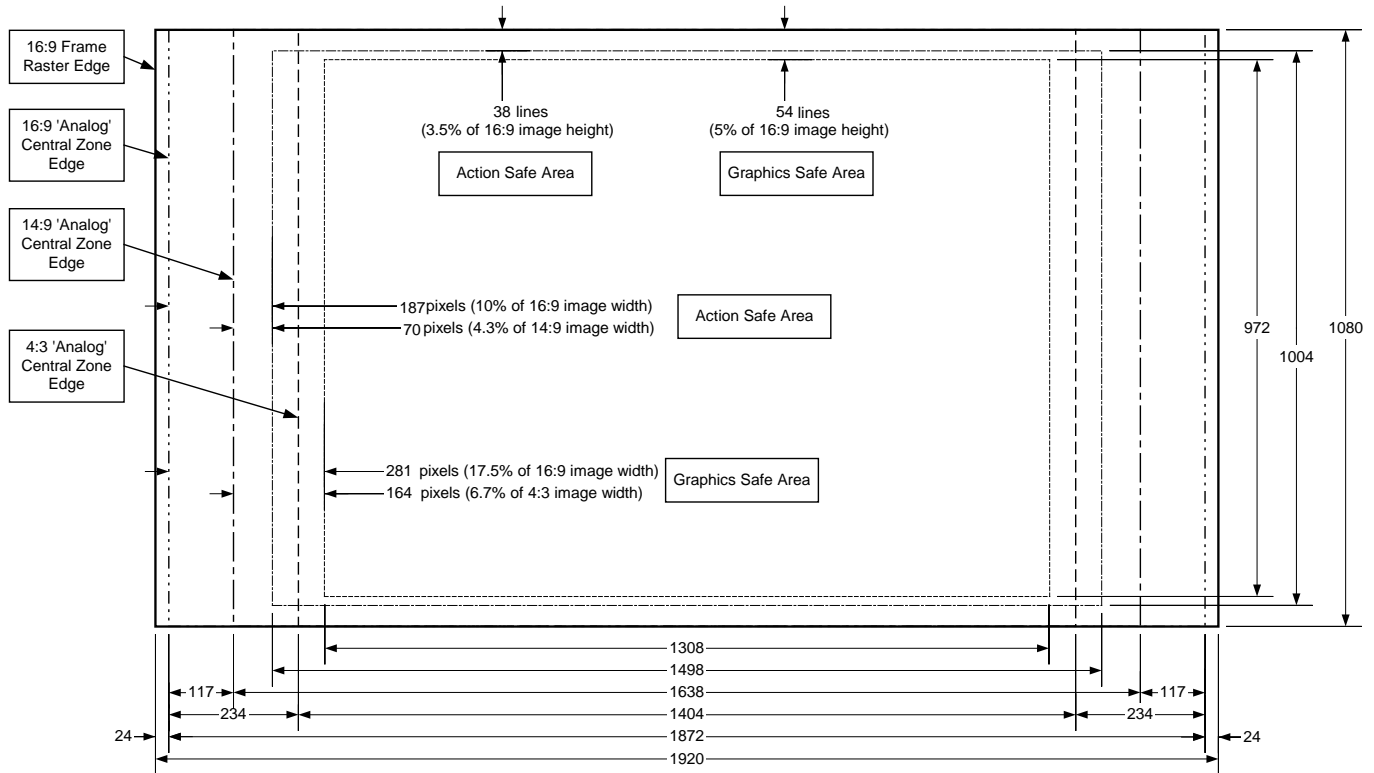 16:9 Frame
Raster Edge
16:9 'Analog'
Central Zone
Edge
14:9 'Analog'
Central Zone
Edge
4:3 'Analog'
Central Zone
Edge
38 lines
(3.5% of 16:9 image height)
Action Safe Area
54 lines
(5% of 16:9 image height)
Graphics Safe Area
187 pixels (10% of 16:9 image width)
70 pixels (4.3% of 14:9 image width)
Action Safe Area
281 pixels (17.5% of 16:9 image width)
164 pixels (6.7% of 4:3 image width)
Graphics Safe Area
972
1004
1080
1308
1498
117
1638
117
234
1404
234
24
1872
24
1920